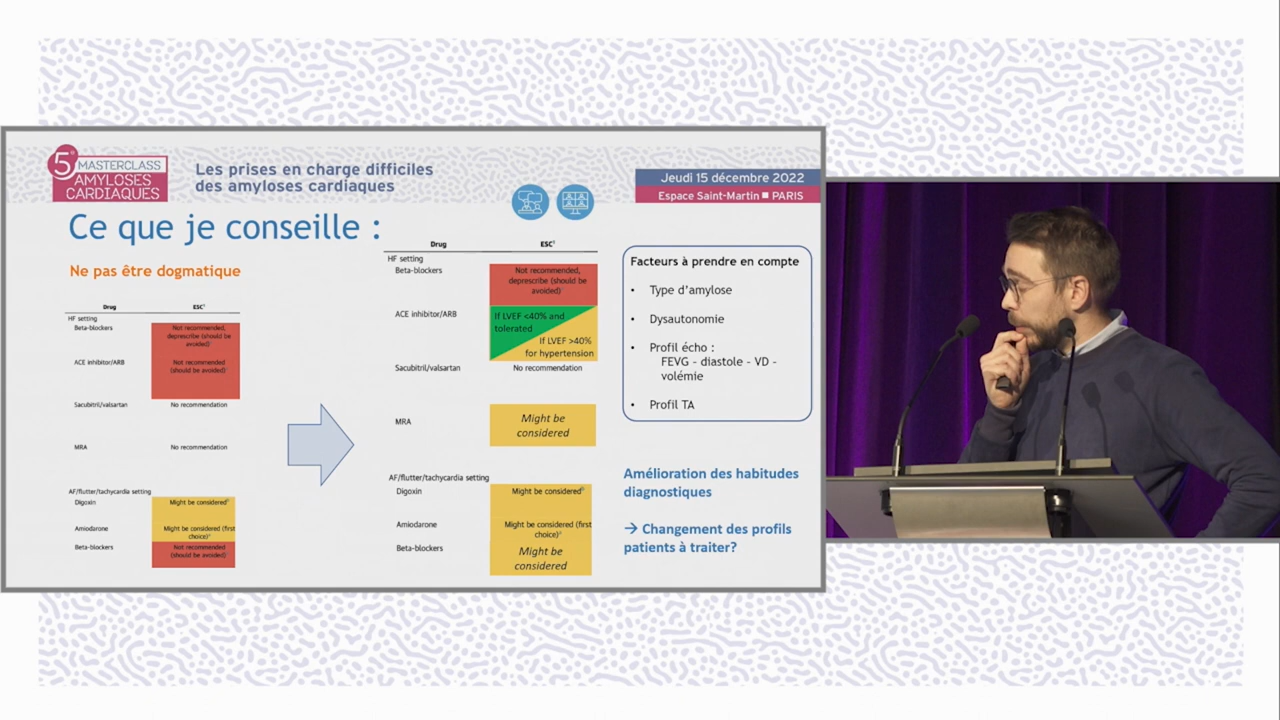 5e MASTERCLASS
AMYLOSES
CARDIAQUES
Les prises en charge difficiles
des amyloses cardiaques
Jeudi 15 décembre 2022
Espace Saint-Martin ■ PARIS
Ce que je conseille :
Ne pas être dogmatique
Drug ESC⁵
HF setting
Beta-blockers Not recommended,
deprescribe (should be
avoided)
ACE inhibitor/ARB Not recommended
(should be avoided)
Sacubitril/valsartan No recommendation
MRA No recommendation
AF/flutter/tachycardia setting
Digoxin Might be considered
Amiodarone Might be considered (first
choice)
Beta-blockers Not recommended
(should be avoided)
Drug ESC⁵
HF setting
Beta-blockers Not recommended,
deprescribe (should be
avoided)
ACE inhibitor/ARB If LVEF <40% and
tolerated
If LVEF >40%
for hypertension
Sacubitril/valsartan No recommendation
MRA Might be
considered
AF/flutter/tachycardia setting
Digoxin Might be considered
Amiodarone Might be considered (first
choice)
Beta-blockers Might be
considered
Facteurs à prendre en compte
• Type d'amylose
• Dysautonomie
• Profil écho :
FEVG - diastole - VD -
volémie
• Profil TA
Amélioration des habitudes
diagnostiques
→ Changement des profils
patients à traiter?